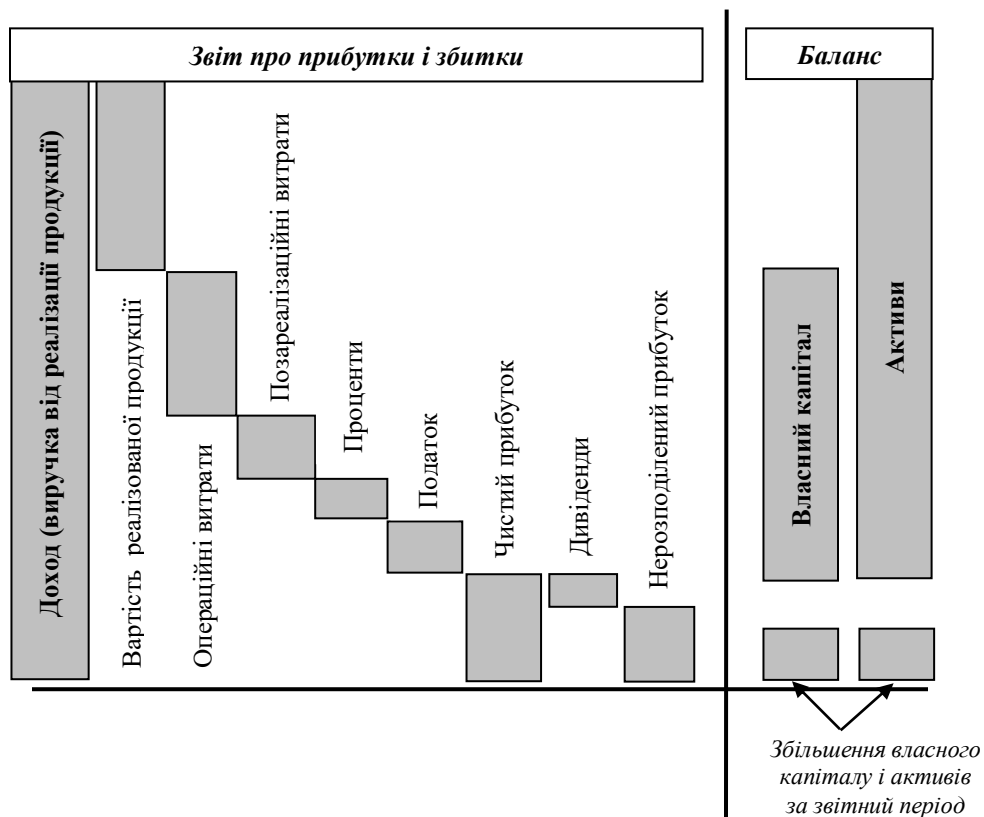 Звіт про прибутки і збитки
Баланс
Доход (виручка від реалізації продукції)
Вартість реалізованої продукції
Операційні витрати
Позареалізаційні витрати
Проценти
Податок
Чистий прибуток
Дивіденди
Нерозподілений прибуток
Власний капітал
Активи
Збільшення власного
капіталу і активів
за звітний період